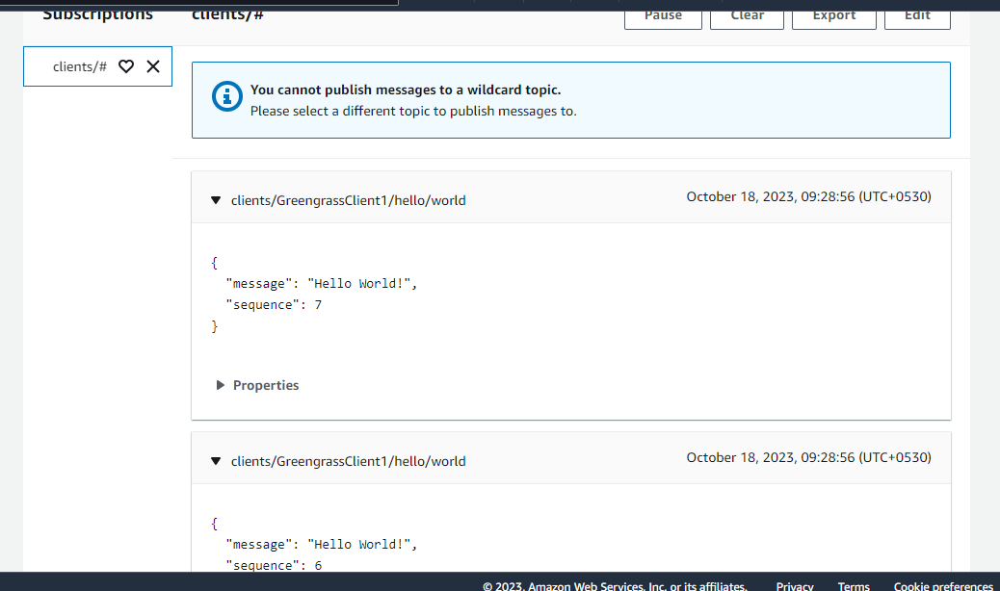 Subscriptions
clients/#
Pause Clear Export Edit
clients/#
You cannot publish messages to a wildcard topic.
Please select a different topic to publish messages to.
clients/GreengrassClient1/hello/world
October 18, 2023, 09:28:56 (UTC+0530)
{
"message": "Hello World!",
"sequence": 7
}
Properties
clients/GreengrassClient1/hello/world
October 18, 2023, 09:28:56 (UTC+0530)
{
"message": "Hello World!",
"sequence": 6
© 2023, Amazon Web Services, Inc. or its affiliates. Privacy Terms Cookie preferences